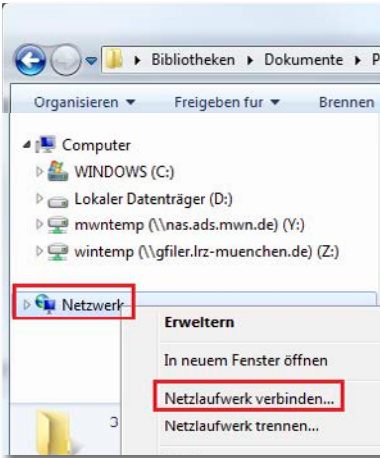 Bibliotheken ▸ Dokumente ▸ P
Organisieren Freigeben fur Brennen
Computer
WINDOWS (C:)
Lokaler Datenträger (D:)
mwntemp (\\nas.ads.mwn.de) (Y:)
wintemp (\\gfiler.lrz-muenchen.de) (Z:)
Netzwerk
Erweitern
In neuem Fenster öffnen
Netzlaufwerk verbinden...
Netzlaufwerk trennen...
3